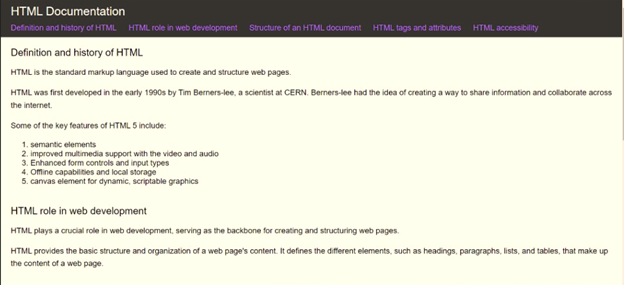 HTML Documentation
Definition and history of HTML HTML role in web development Structure of an HTML document HTML tags and attributes HTML accessibility
Definition and history of HTML
HTML is the standard markup language used to create and structure web pages.
HTML was first developed in the early 1990s by Tim Berners-lee, a scientist at CERN. Berners-lee had the idea of creating a way to share information and collaborate across
the internet.
Some of the key features of HTML 5 include:
1. semantic elements
2. improved multimedia support with the video and audio
3. Enhanced form controls and input types
4. Offline capabilities and local storage
5. canvas element for dynamic, scriptable graphics
HTML role in web development
HTML plays a crucial role in web development, serving as the backbone for creating and structuring web pages.
HTML provides the basic structure and organization of a web page's content. It defines the different elements, such as headings, paragraphs, lists, and tables, that make up
the content of a web page.